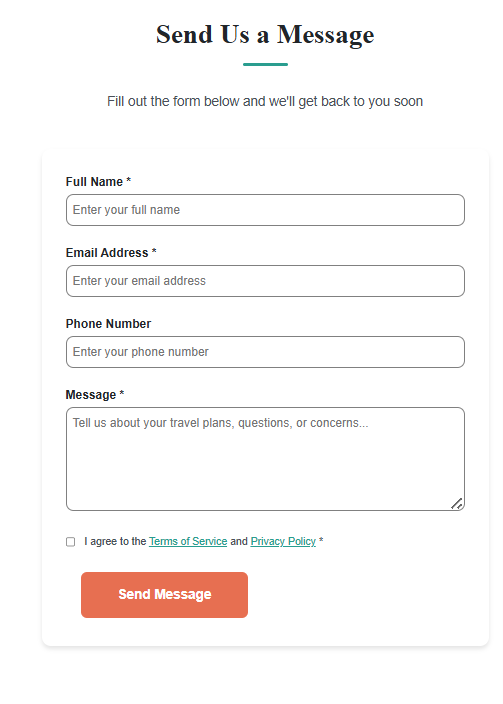 Send Us a Message
Fill out the form below and we'll get back to you soon
Full Name *
Enter your full name
Email Address *
Enter your email address
Phone Number
Enter your phone number
Message *
Tell us about your travel plans, questions, or concerns...
I agree to the Terms of Service and Privacy Policy *
Send Message